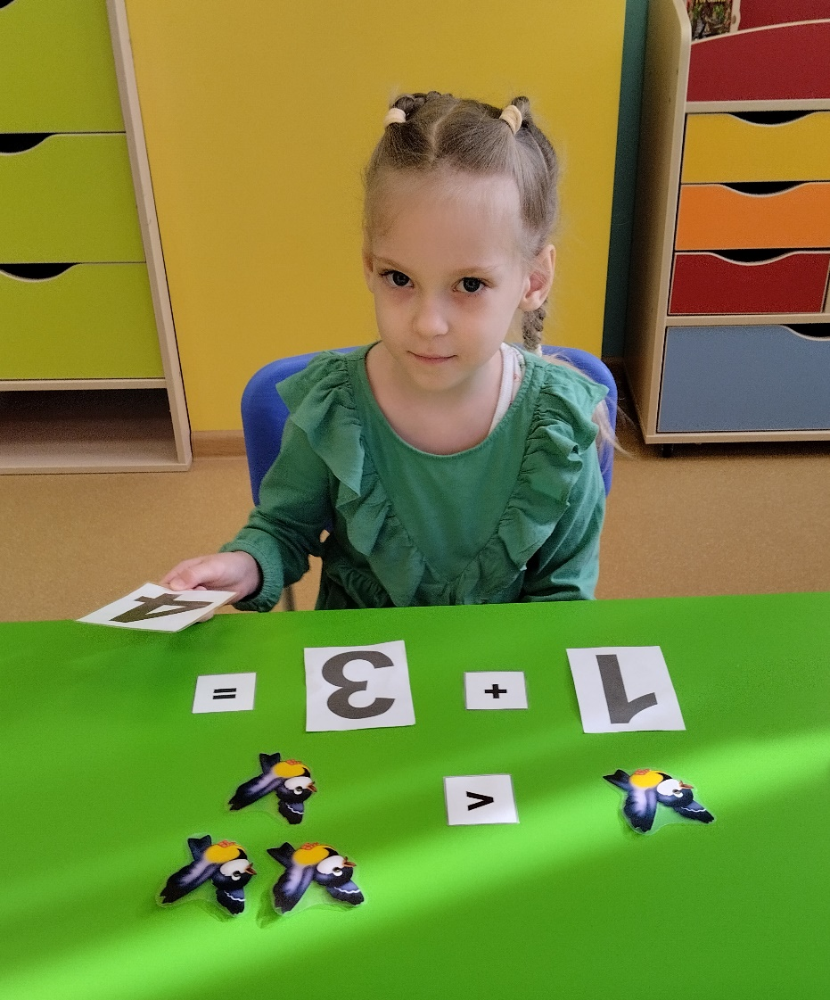 <
1 + 3 = 4